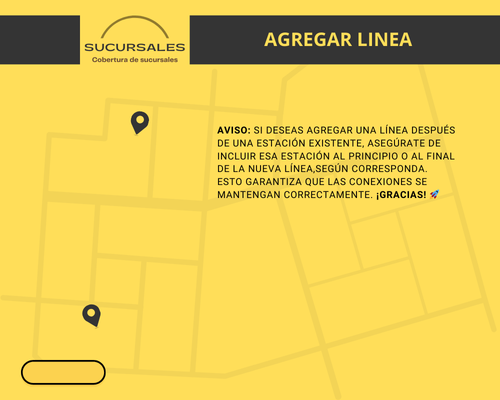 SUCURSALES
Cobertura de sucursales
AGREGAR LINEA
AVISO: SI DESEAS AGREGAR UNA LÍNEA DESPUÉS
DE UNA ESTACIÓN EXISTENTE, ASEGÚRATE DE
INCLUIR ESA ESTACIÓN AL PRINCIPIO O AL FINAL
DE LA NUEVA LÍNEA,SEGÚN CORRESPONDA.
ESTO GARANTIZA QUE LAS CONEXIONES SE
MANTENGAN CORRECTAMENTE. ¡GRACIAS! 🚀